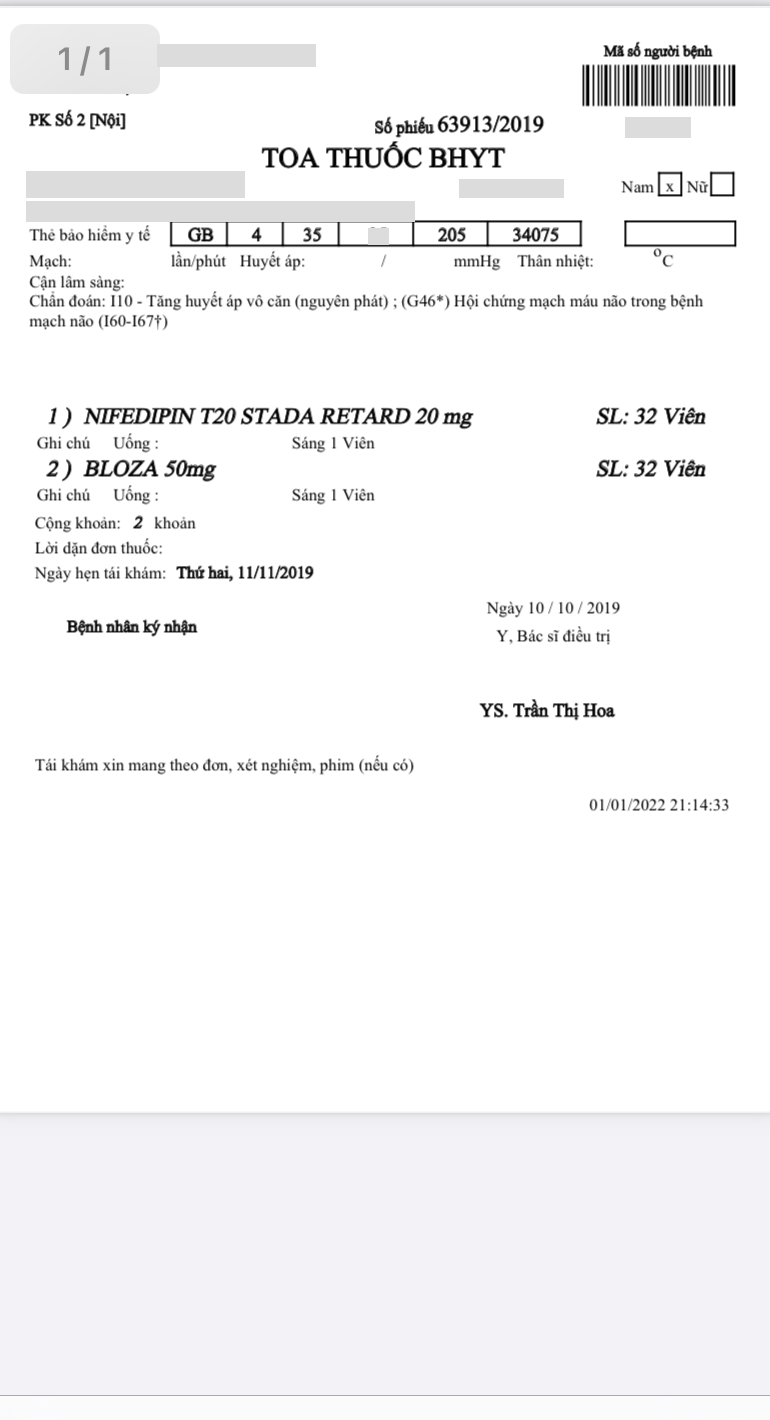 1/1
Mã số người bệnh
PK Số 2 [Nội]
Số phiếu 63913/2019
TOA THUỐC BHYT
Nam x Nữ
Thẻ bảo hiểm y tế GB 4 35 205 34075
Mạch: lần/phút Huyết áp: / mmHg Thân nhiệt: °C
Cận lâm sàng:
Chẩn đoán: I10 - Tăng huyết áp vô căn (nguyên phát) ; (G46*) Hội chứng mạch máu não trong bệnh
mạch não (I60-I67†)
1 ) NIFEDIPIN T20 STADA RETARD 20 mg SL: 32 Viên
Ghi chú Uống : Sáng 1 Viên
2 ) BLOZA 50mg SL: 32 Viên
Ghi chú Uống : Sáng 1 Viên
Cộng khoản: 2 khoản
Lời dặn đơn thuốc:
Ngày hẹn tái khám: Thứ hai, 11/11/2019
Ngày 10 / 10 / 2019
Bệnh nhân ký nhận
Y, Bác sĩ điều trị
YS. Trần Thị Hoa
Tái khám xin mang theo đơn, xét nghiệm, phim (nếu có)
01/01/2022 21:14:33